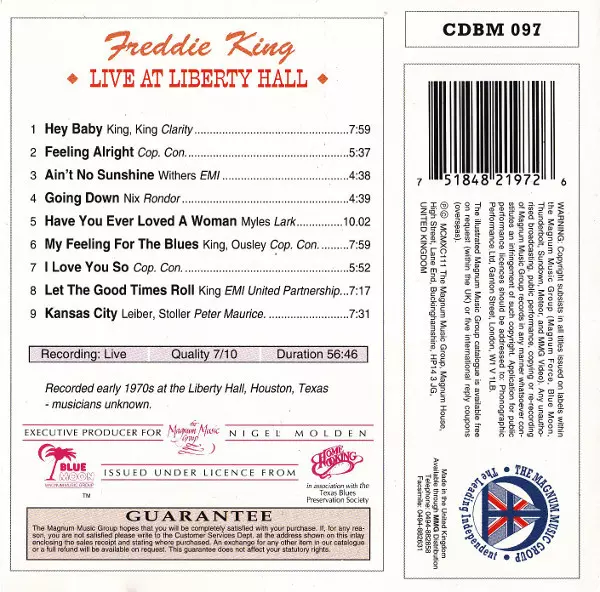 Freddie King
LIVE AT LIBERTY HALL
1 Hey Baby King, King Clarity...7:59
2 Feeling Alright Cop. Con....5:37
3 Ain't No Sunshine Withers EMI...4:38
4 Going Down Nix Rondor...4:39
5 Have You Ever Loved A Woman Myles Lark...10.02
6 My Feeling For The Blues King, Ousley Cop. Con....7:59
7 I Love You So Cop. Con....5:52
8 Let The Good Times Roll King EMI United Partnership...7:17
9 Kansas City Leiber, Stoller Peter Maurice...7:31
Recording: Live Quality 7/10 Duration 56:46
Recorded early 1970s at the Liberty Hall, Houston, Texas
- musicians unknown.
EXECUTIVE PRODUCER FOR the Magnum Music Group NIGEL MOLDEN
BLUE MOON
MAGNUM MUSIC GROUP
TM
ISSUED UNDER LICENCE FROM
HOME COOKING
in association with the
Texas Blues
Preservation Society
GUARANTEE
The Magnum Music Group hopes that you will be completely satisfied with your purchase. If, for any rea-
son, you are not satisfied please write to the Customer Services Dept. at the address shown on this inlay
enclosing the sales receipt and stating where purchased. An exchange for any other item in our catalogue
or a full refund will be available on request. This guarantee does not affect your statutory rights.
CDBM 097
7 51848 21972 6
WARNING: Copyright subsists in all titles issued on labels within
the Magnum Music Group (Magnum Force, Blue Moon,
Thunderbolt, Sundown, Meteor, and MMG Video). Any unautho-
rised broadcasting, public performance, copying or re-recording
of Magnum Music Group records in any manner whatsoever con-
stitutes an infringement of such copyright. Application for public
performance licences should be addressed to: Phonographic
Performance Ltd, Ganton Street, London, W1 V 1LB.
The illustrated Magnum Music Group catalogue is available free
on request (within the UK) or five international reply coupons
(overseas).
℗ © MCMXC111 The Magnum Music Group, Magnum House,
High Street, Lane End, Buckinghamshire, HP14 3 JG,
UNITED KINGDOM
THE MAGNUM MUSIC GROUP
The Leading Independent
Made in the United Kingdom
Available through MMG Distribution
Telephone: 0494-882858
Facsimile: 0494-882631